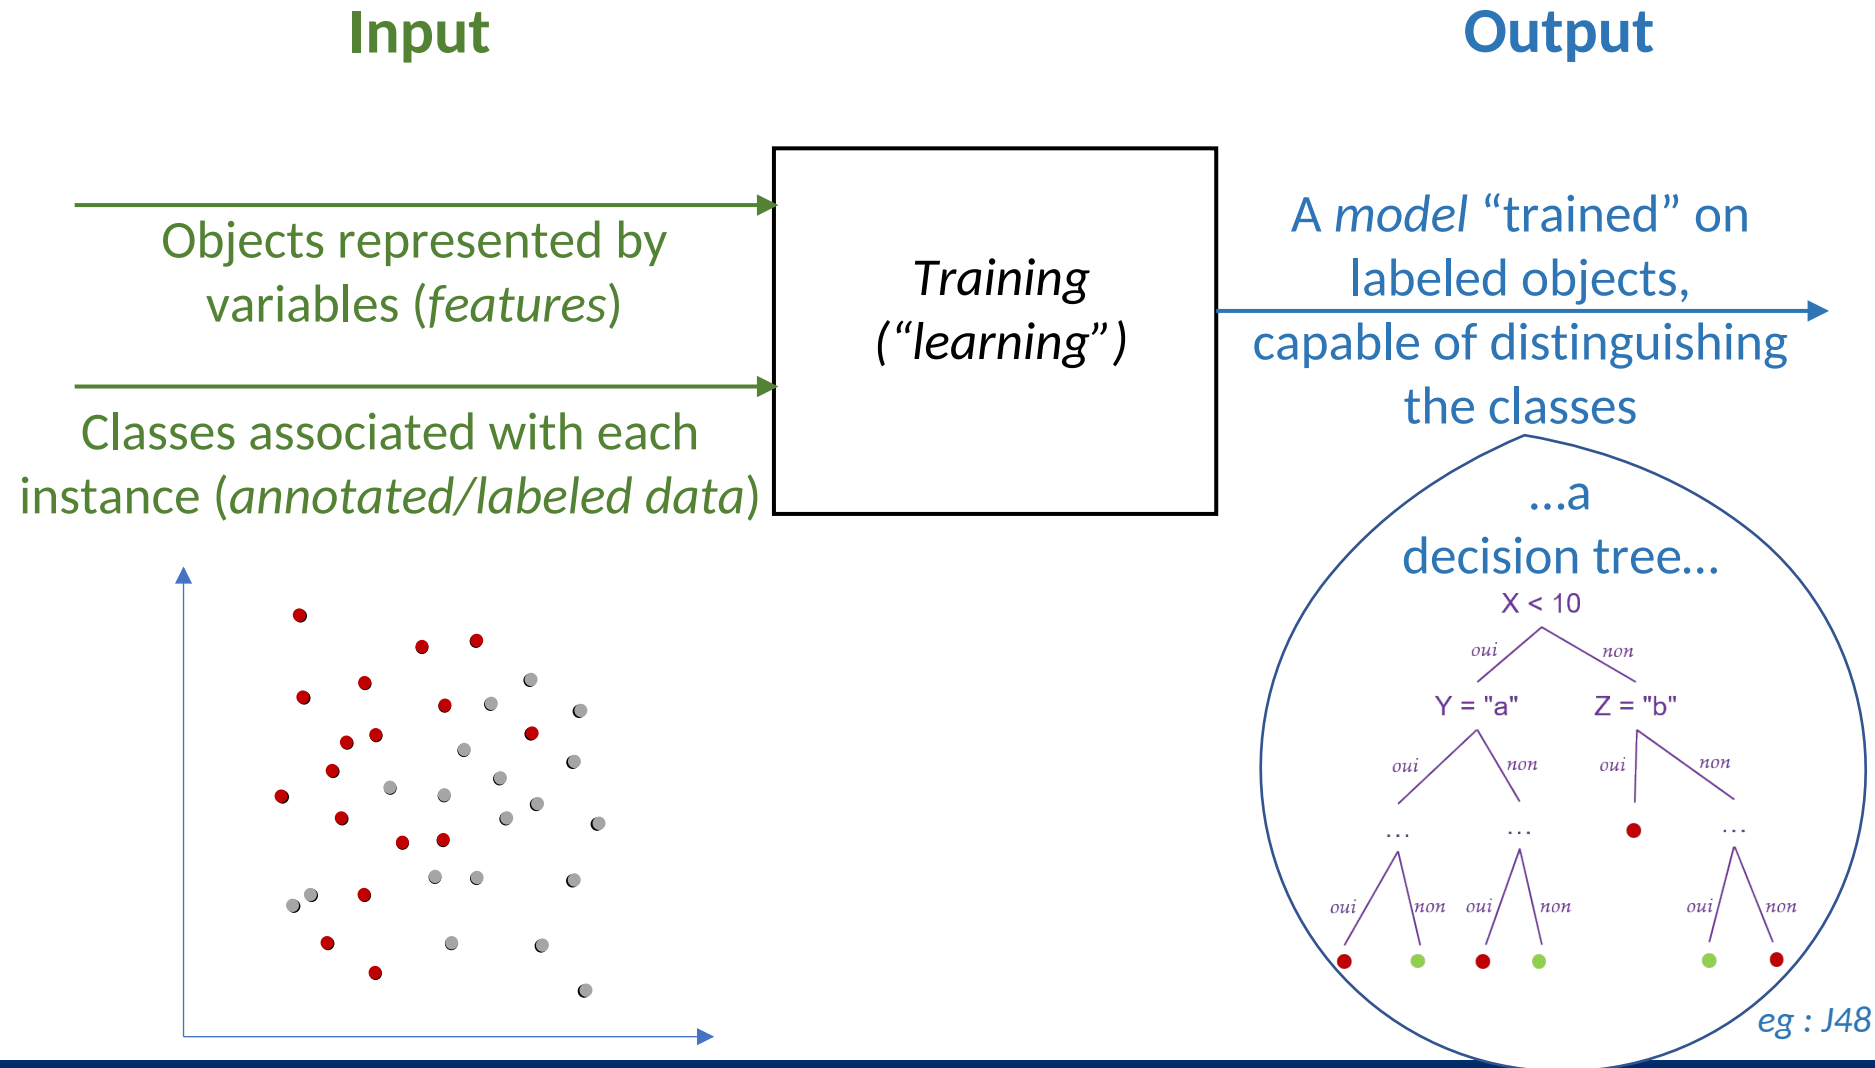 Input
Output
Objects represented by
variables (features)
Classes associated with each
instance (annotated/labeled data)
Training
(“learning”)
A model “trained” on
labeled objects,
capable of distinguishing
the classes
…a
decision tree…
X < 10
oui non
Y = "a" Z = "b"
oui non oui non
... ... ...
oui non oui non oui non
eg : J48